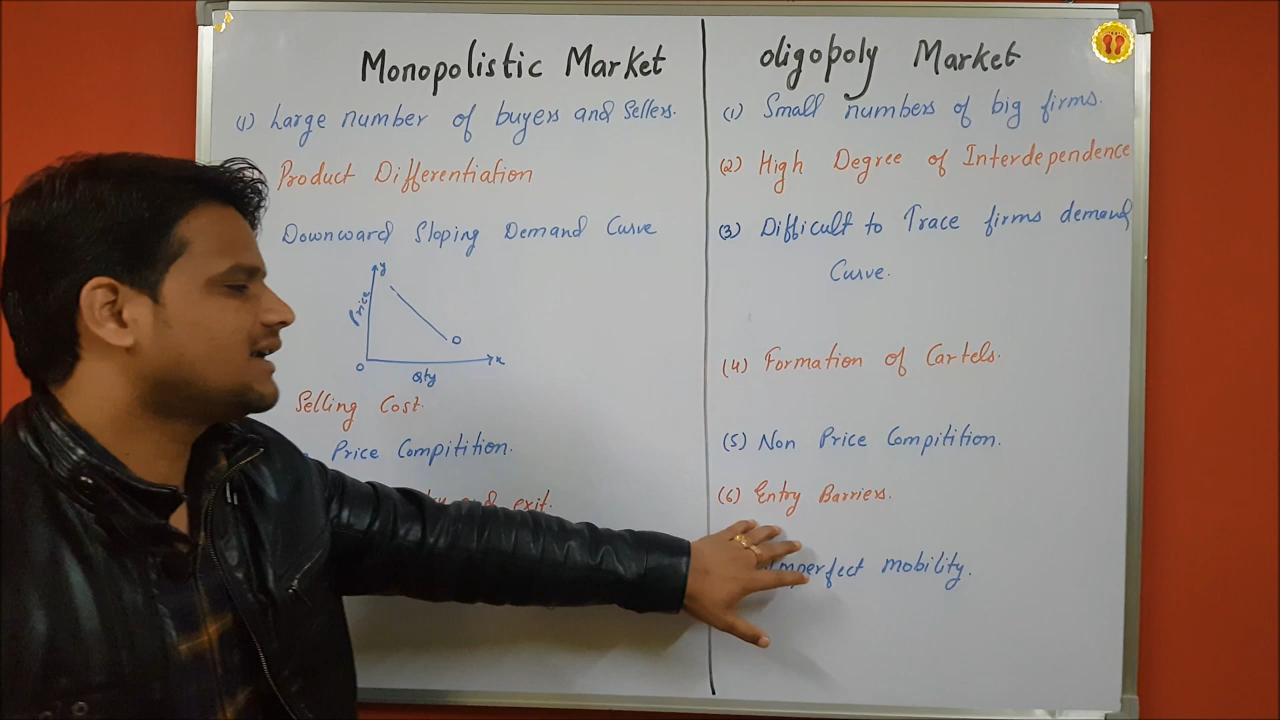 Monopolistic Market
(1) Large number of buyers and Sellers.
Product Differentiation
Downward Sloping Demand Curve
y
Price
D
O
x
Qty
Selling Cost.
Price Compitition.
and exit.
oligopoly Market
(1) Small numbers of big firms.
(2) High Degree of Interdependence
(3) Difficult to Trace firms demand
Curve.
(4) Formation of Cartels.
(5) Non Price Compitition.
(6) Entry Barriers.
Imperfect mobility.